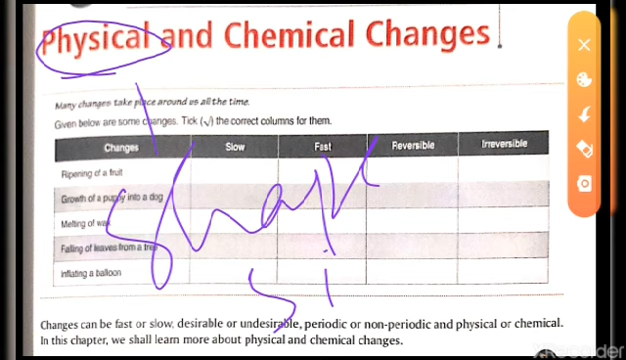 Physical and Chemical Changes
Many changes take place around us all the time.
Given below are some changes. Tick (√) the correct columns for them.
Changes Slow Fast Reversible Irreversible
Ripening of a fruit
Growth of a puppy into a dog
Melting of wax
Falling of leaves from a tree
Inflating a balloon
Changes can be fast or slow, desirable or undesirable, periodic or non-periodic and physical or chemical.
In this chapter, we shall learn more about physical and chemical changes.